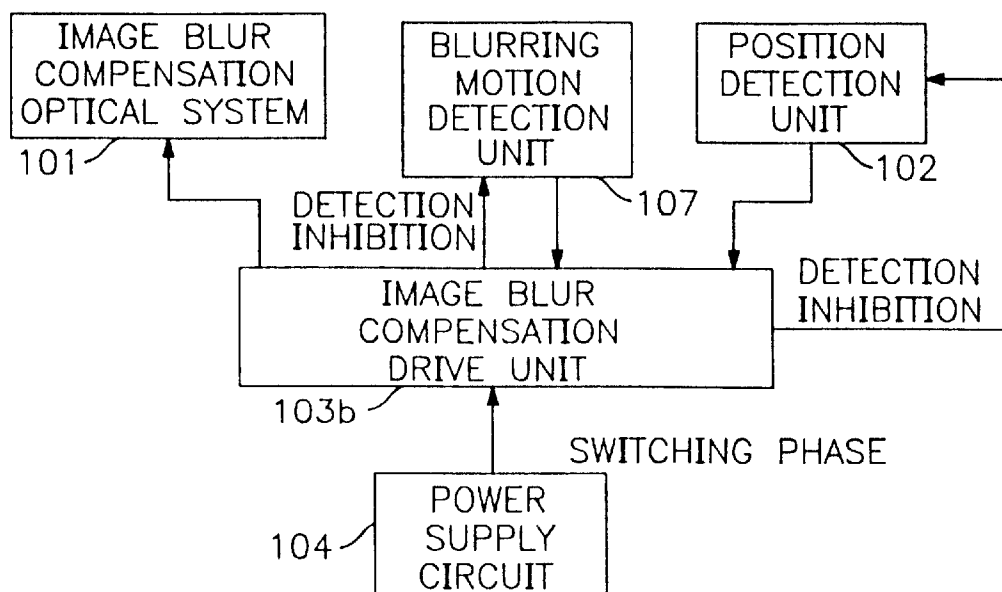 IMAGE BLUR
COMPENSATION
OPTICAL SYSTEM
101
BLURRING
MOTION
DETECTION
UNIT
107
POSITION
DETECTION
UNIT
102
DETECTION
INHIBITION
IMAGE BLUR
COMPENSATION
DRIVE UNIT
103b
DETECTION
INHIBITION
SWITCHING PHASE
POWER
SUPPLY
CIRCUIT
104